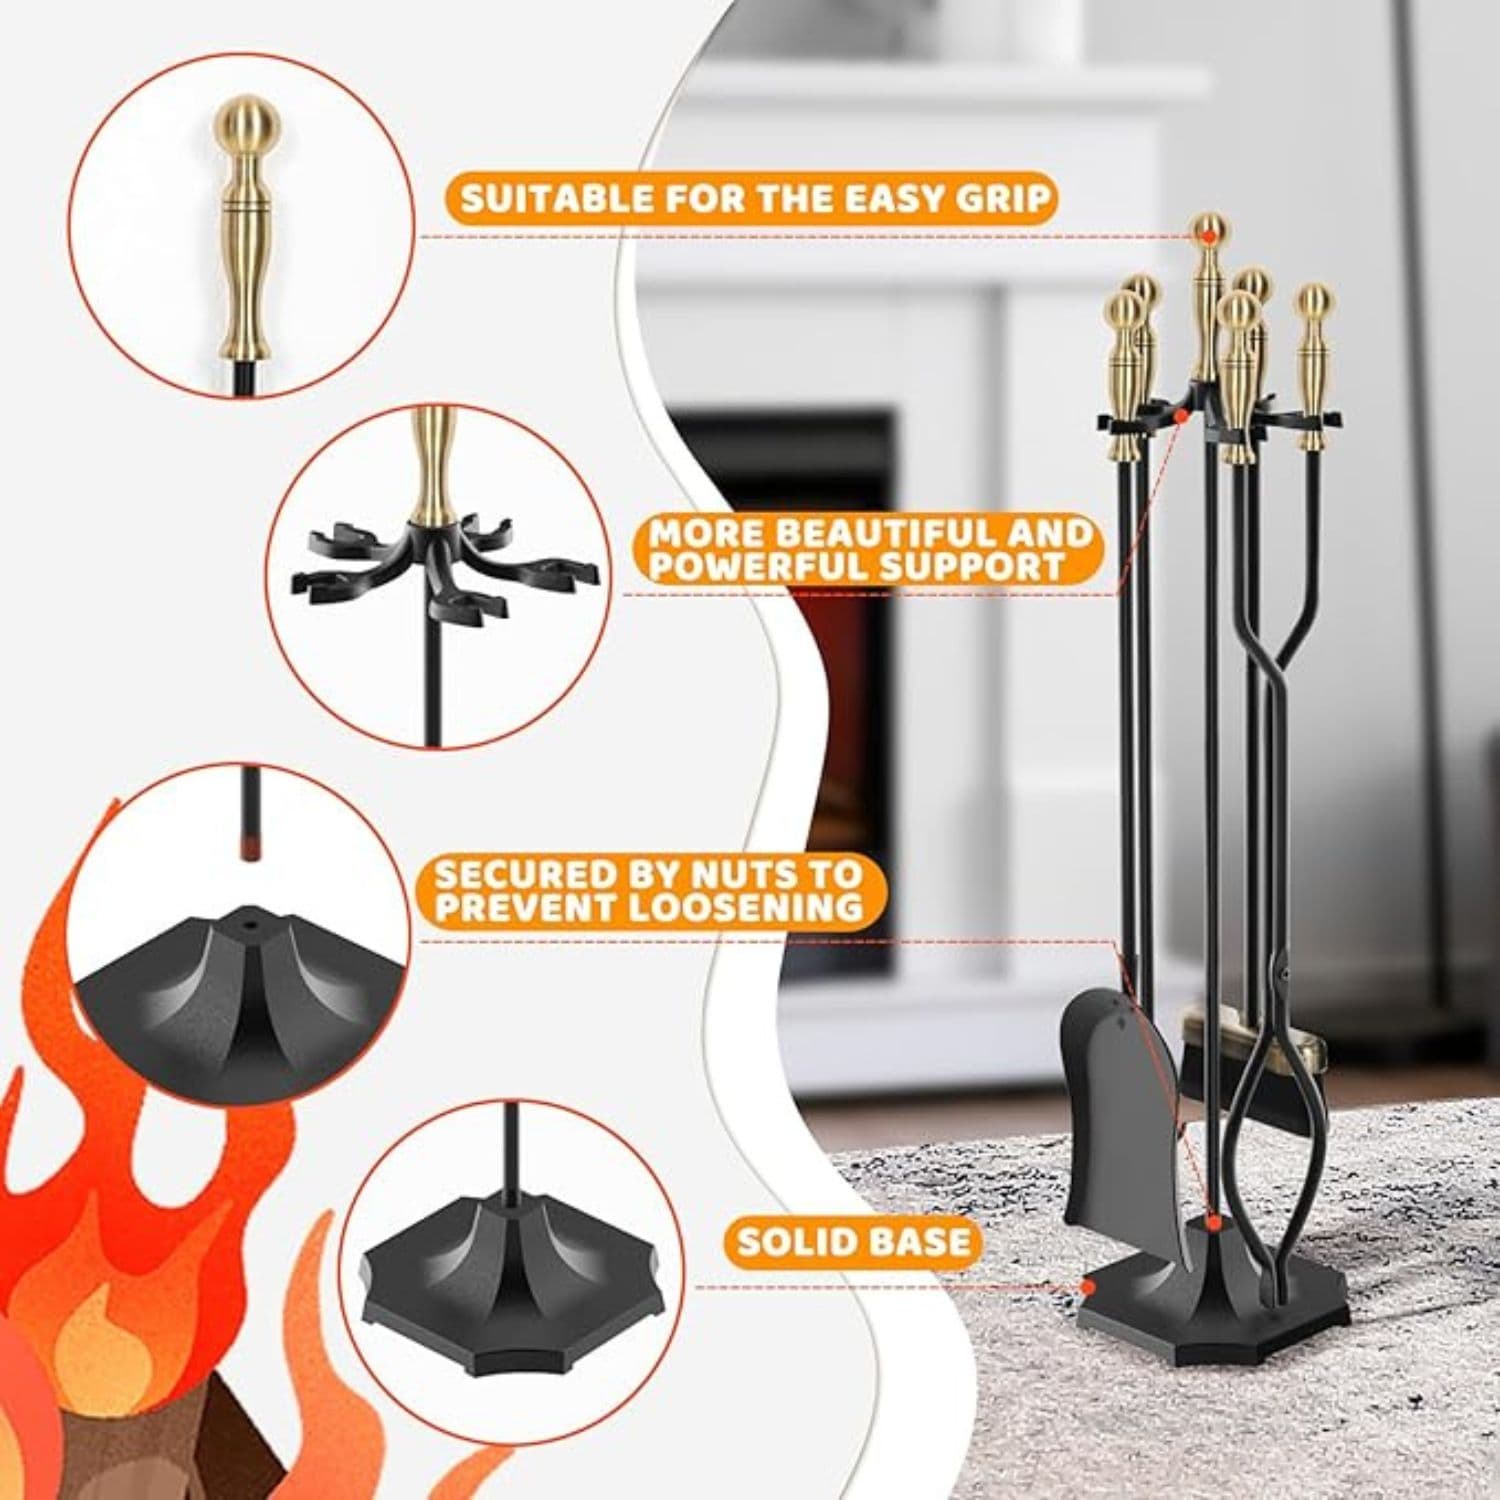 SUITABLE FOR THE EASY GRIP
MORE BEAUTIFUL AND
POWERFUL SUPPORT
SECURED BY NUTS TO
PREVENT LOOSENING
SOLID BASE